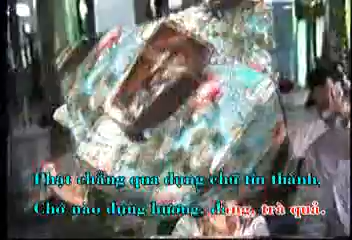 Phật chẳng qua dụng chữ tín thành,
Chớ nào dụng hương, đăng, trà quả.